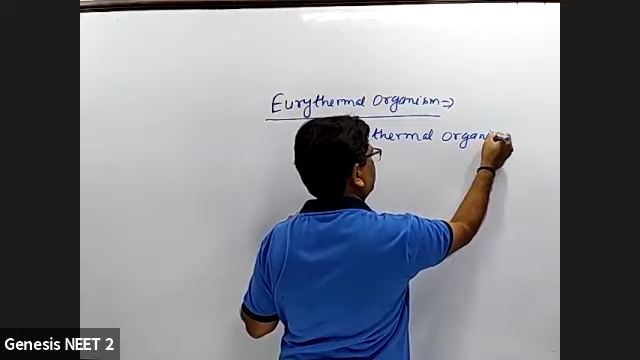 Eurythermal Organism ⇒
thermal Organi
Genesis NEET 2